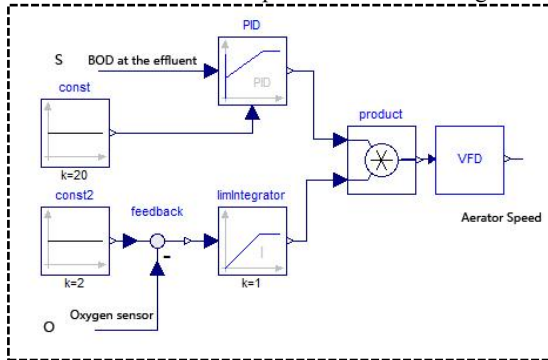 PID
S BOD at the effluent
PID
const
k=20
product
VFD
const2
feedback
limIntegrator
I
Aerator Speed
k=2
-
k=1
O Oxygen sensor